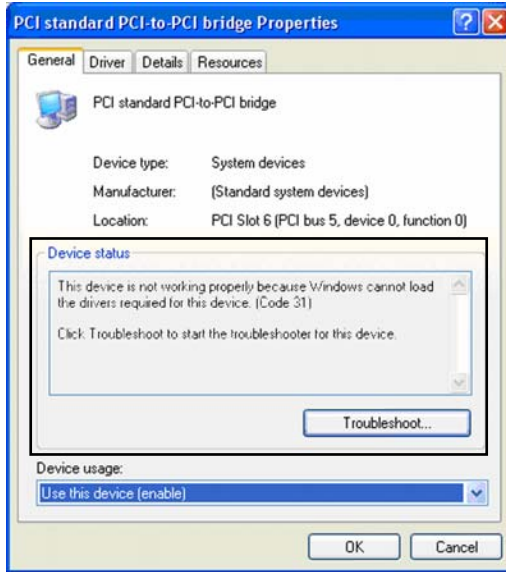 PCI standard PCI-to-PCI bridge Properties
General Driver Details Resources
PCI standard PCI-to-PCI bridge
Device type: System devices
Manufacturer: (Standard system devices)
Location: PCI Slot 6 (PCI bus 5, device 0, function 0)
Device status
This device is not working properly because Windows cannot load
the drivers required for this device. (Code 31)
Click Troubleshoot to start the troubleshooter for this device.
Troubleshoot...
Device usage:
Use this device (enable)
OK Cancel